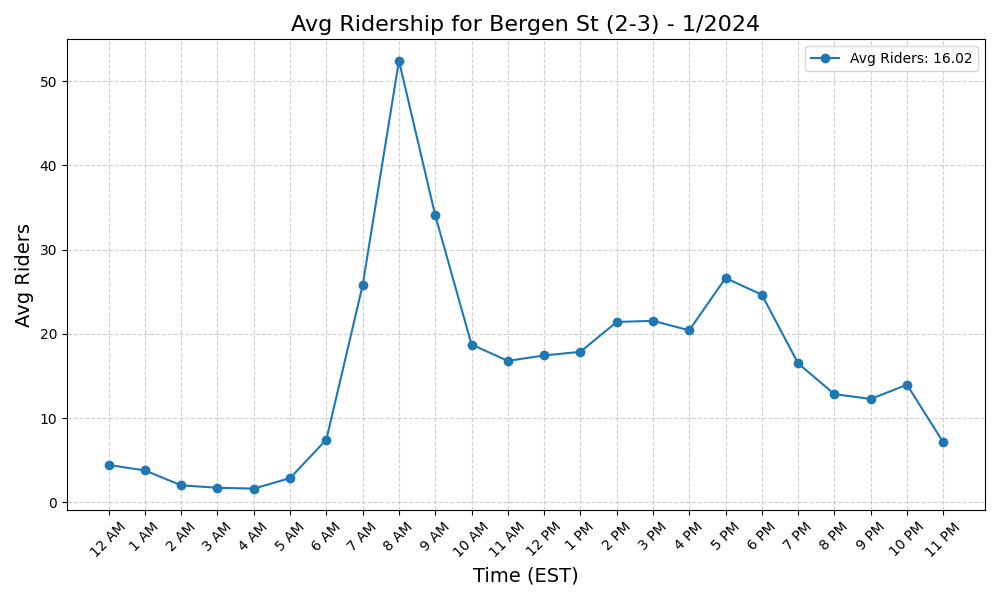 Avg Ridership for Bergen St (2-3) - 1/2024
Avg Riders: 16.02
Avg Riders
50
40
30
20
10
0
12 AM
1 AM
2 AM
3 AM
4 AM
5 AM
6 AM
7 AM
8 AM
9 AM
10 AM
11 AM
12 PM
1 PM
2 PM
3 PM
4 PM
5 PM
6 PM
7 PM
8 PM
9 PM
10 PM
11 PM
Time (EST)